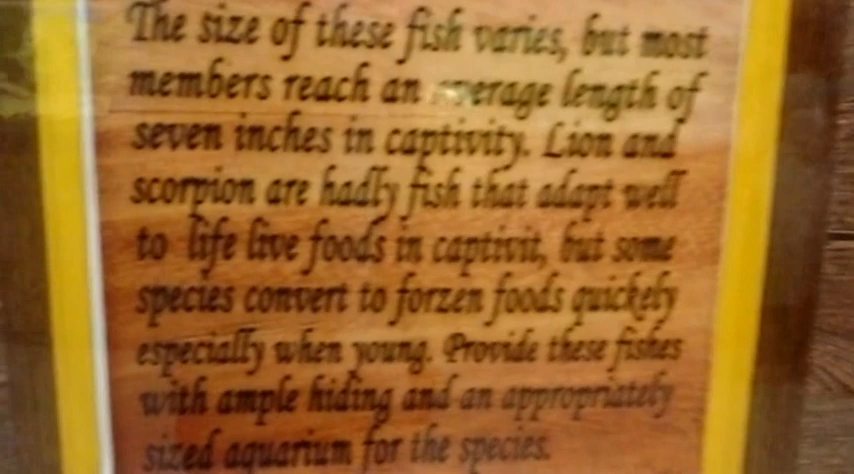 The size of these fish varies, but most
members reach an average length of
seven inches in captivity. Lion and
scorpion are hadly fish that adapt well
to life live foods in captivit, but some
species convert to forzen foods quickely
especially when young. Provide these fishes
with ample hiding and an appropriately
sized aquarium for the species.